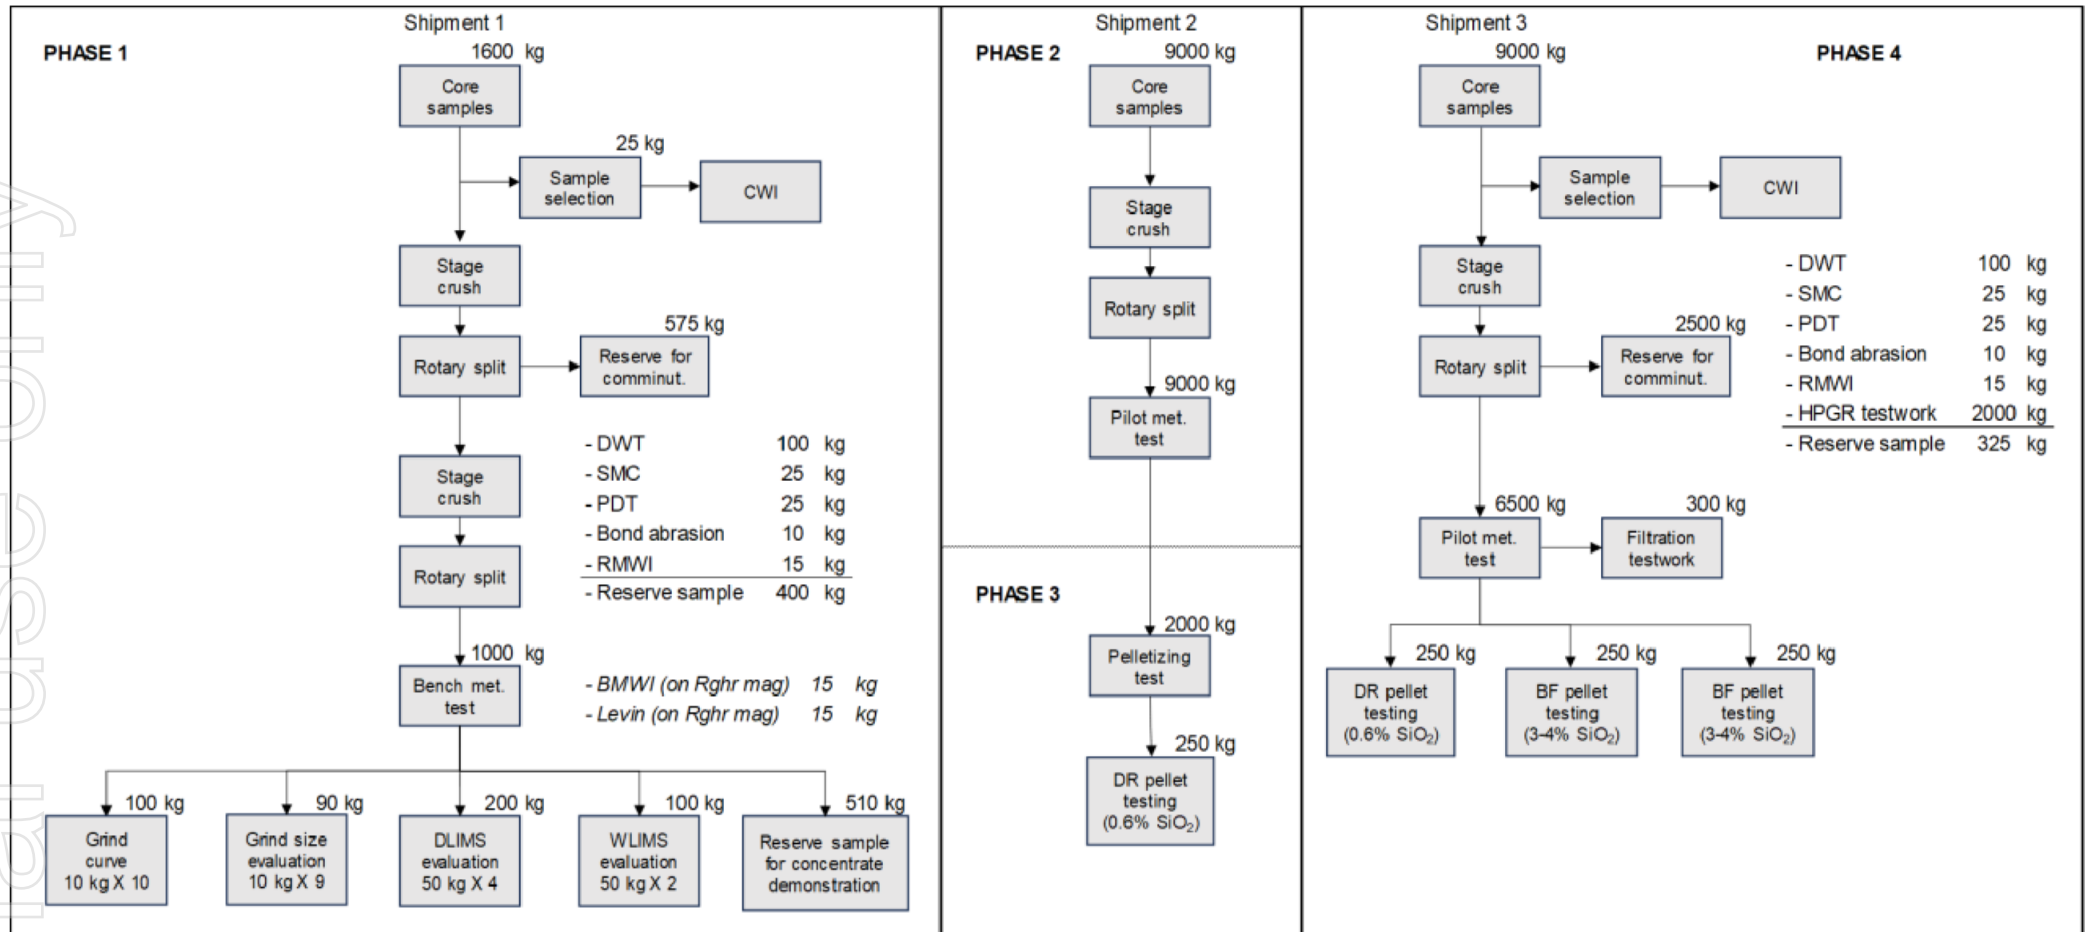 Shipment 1
PHASE 1
1600 kg
Core
samples
25 kg
Sample
selection
CWI
Stage
crush
575 kg
Rotary split
Reserve for
comminut.
- DWT 100 kg
- SMC 25 kg
- PDT 25 kg
- Bond abrasion 10 kg
- RMWI 15 kg
- Reserve sample 400 kg
Stage
crush
Rotary split
1000 kg
Bench met.
test
- BMWI (on Rghr mag) 15 kg
- Levin (on Rghr mag) 15 kg
100 kg
Grind
curve
10 kg X 10
90 kg
Grind size
evaluation
10 kg X 9
200 kg
DLIMS
evaluation
50 kg X 4
100 kg
WLIMS
evaluation
50 kg X 2
510 kg
Reserve sample
for concentrate
demonstration
Shipment 2
PHASE 2
9000 kg
Core
samples
Stage
crush
Rotary split
9000 kg
Pilot met.
test
PHASE 3
2000 kg
Pelletizing
test
250 kg
DR pellet
testing
(0.6% SiO₂)
Shipment 3
PHASE 4
9000 kg
Core
samples
Sample
selection
CWI
Stage
crush
2500 kg
Rotary split
Reserve for
comminut.
- DWT 100 kg
- SMC 25 kg
- PDT 25 kg
- Bond abrasion 10 kg
- RMWI 15 kg
- HPGR testwork 2000 kg
- Reserve sample 325 kg
6500 kg
Pilot met.
test
300 kg
Filtration
testwork
250 kg
DR pellet
testing
(0.6% SiO₂)
250 kg
BF pellet
testing
(3-4% SiO₂)
250 kg
BF pellet
testing
(3-4% SiO₂)
use only